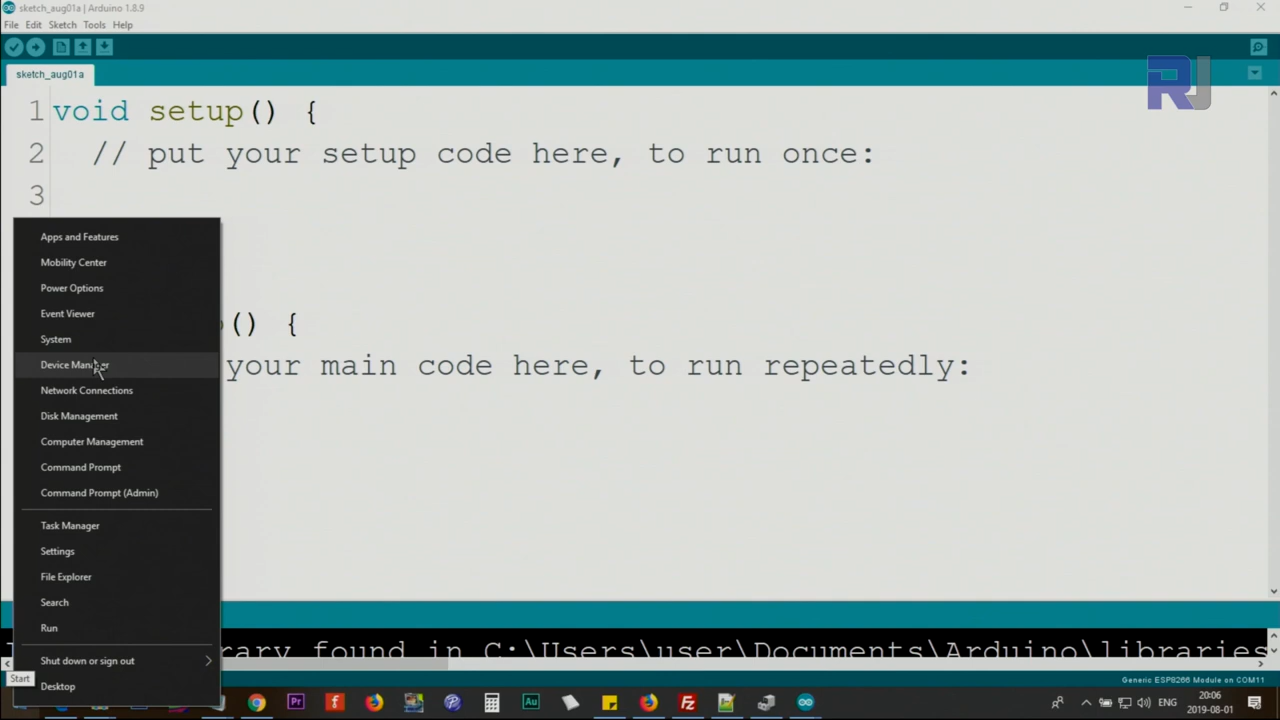 sketch_aug01a | Arduino 1.8.9
File Edit Sketch Tools Help
sketch_aug01a
RJ
1 void setup() {
2 // put your setup code here, to run once:
3
Apps and Features
Mobility Center
Power Options
Event Viewer
() {
System
Device Manager
your main code here, to run repeatedly:
Network Connections
Disk Management
Computer Management
Command Prompt
Command Prompt (Admin)
Task Manager
Settings
File Explorer
Search
Run
rary found in C:\Users\user\Documents\Arduino\libraries
Shut down or sign out
Start
Desktop
Generic ESP8266 Module on COM11
Pr
f
Au
Fz
ENG
20:06
2019-08-01